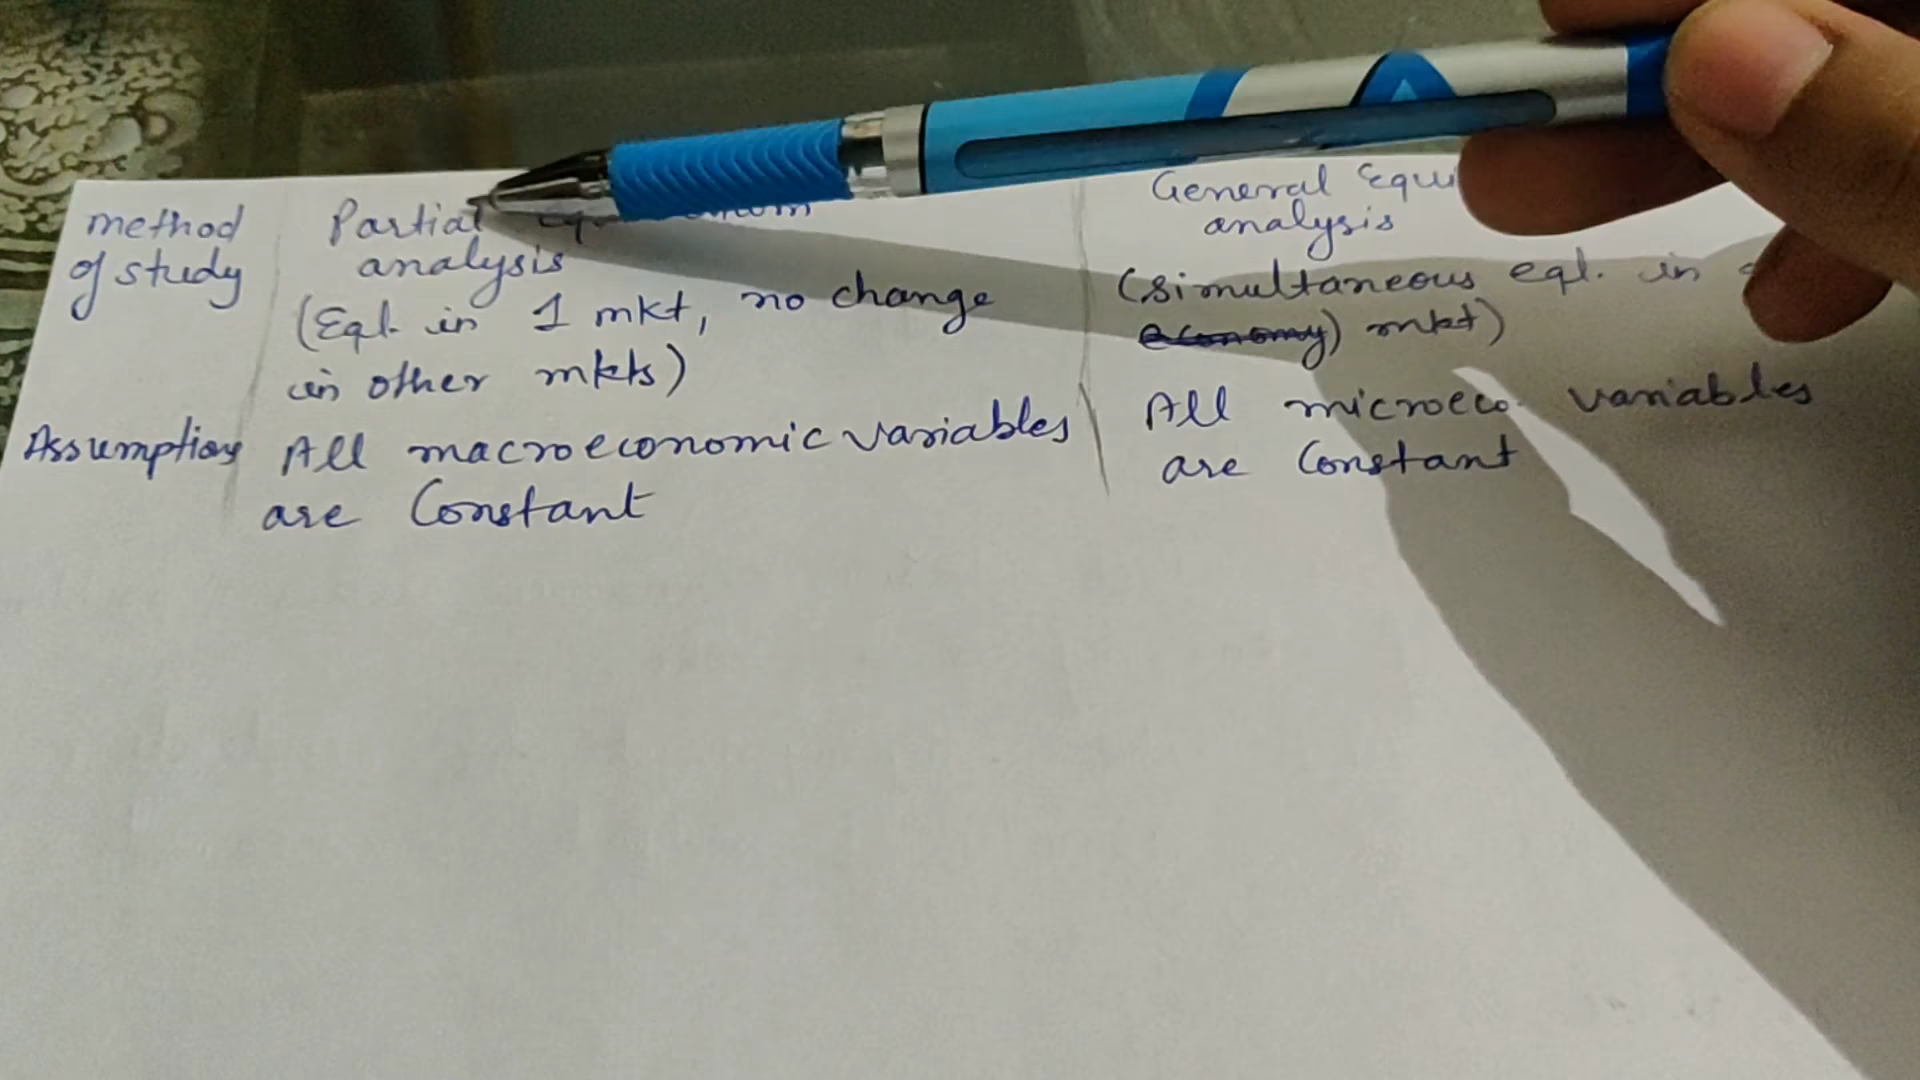 method
of study
Partial
analysis
(Eql. in 1 mkt, no change
in other mkts)
Assumptions All macroeconomic variables
are Constant
General Equi
analysis
(simultaneous eql. in
economy) mkt)
All microeco. variables
are Constant